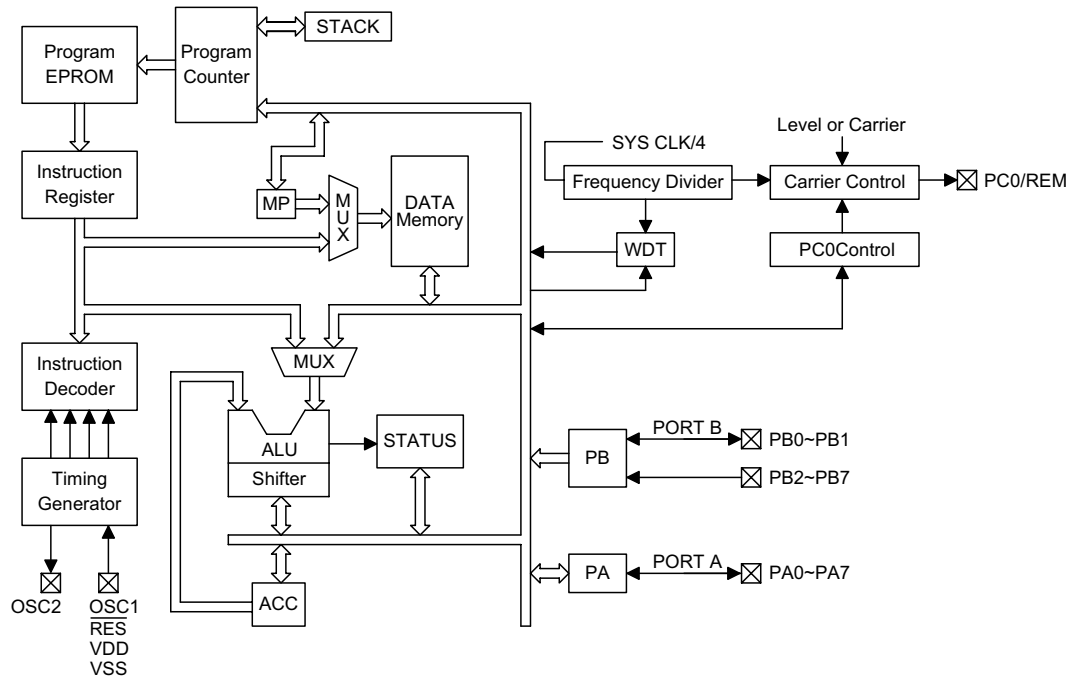 STACK
Program
EPROM
Program
Counter
SYS CLK/4
Level or Carrier
Instruction
Register
MP
M
U
X
DATA
Memory
Frequency Divider
Carrier Control
PC0/REM
WDT
PC0Control
Instruction
Decoder
MUX
ALU
Shifter
STATUS
PB
PORT B
PB0~PB1
PB2~PB7
Timing
Generator
PA
PORT A
PA0~PA7
ACC
OSC2
OSC1
RES
VDD
VSS